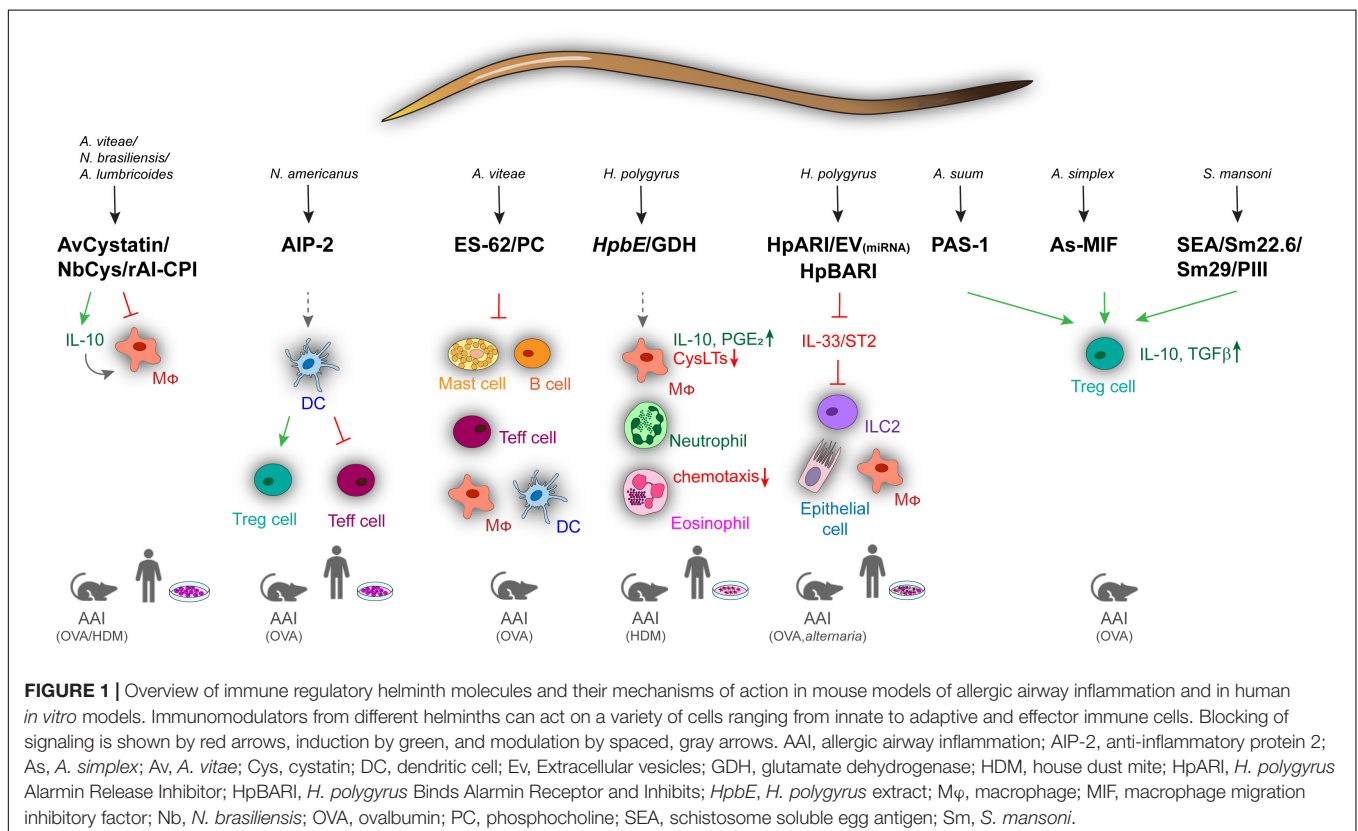 A. viteae/
N. brasiliensis/
A. lumbricoides
N. americanus
A. viteae
H. polygyrus
H. polygyrus
A. suum
A. simplex
S. mansoni
AvCystatin/
NbCys/rAI-CPI
AIP-2
ES-62/PC
HpbE/GDH
HpARI/EV(miRNA)
HpBARI
PAS-1
As-MIF
SEA/Sm22.6/
Sm29/PIII
IL-10
MΦ
DC
Treg cell
Teff cell
Mast cell
B cell
Teff cell
MΦ
DC
IL-10, PGE₂
CysLTs
MΦ
Neutrophil
chemotaxis
Eosinophil
IL-33/ST2
ILC2
Epithelial
cell
MΦ
Treg cell
IL-10, TGFβ
AAI
(OVA/HDM)
AAI
(OVA)
AAI
(OVA)
AAI
(HDM)
AAI
(OVA,alternaria)
AAI
(OVA)
FIGURE 1 | Overview of immune regulatory helminth molecules and their mechanisms of action in mouse models of allergic airway inflammation and in human
in vitro models. Immunomodulators from different helminths can act on a variety of cells ranging from innate to adaptive and effector immune cells. Blocking of
signaling is shown by red arrows, induction by green, and modulation by spaced, gray arrows. AAI, allergic airway inflammation; AIP-2, anti-inflammatory protein 2;
As, A. simplex; Av, A. vitae; Cys, cystatin; DC, dendritic cell; Ev, Extracellular vesicles; GDH, glutamate dehydrogenase; HDM, house dust mite; HpARI, H. polygyrus
Alarmin Release Inhibitor; HpBARI, H. polygyrus Binds Alarmin Receptor and Inhibits; HpbE, H. polygyrus extract; Mφ, macrophage; MIF, macrophage migration
inhibitory factor; Nb, N. brasiliensis; OVA, ovalbumin; PC, phosphocholine; SEA, schistosome soluble egg antigen; Sm, S. mansoni.